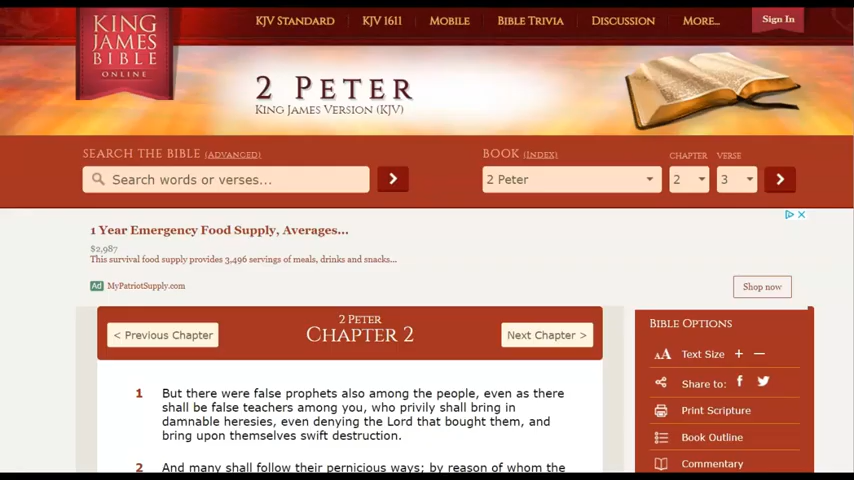 KING
JAMES
BIBLE
ONLINE
KJV STANDARD
KJV 1611
MOBILE
BIBLE TRIVIA
DISCUSSION
MORE...
Sign In
2 PETER
KING JAMES VERSION (KJV)
SEARCH THE BIBLE (ADVANCED)
Search words or verses...
BOOK (INDEX)
2 Peter
CHAPTER
2
VERSE
3
1 Year Emergency Food Supply, Averages...
$2,987
This survival food supply provides 3,496 servings of meals, drinks and snacks...
Ad MyPatriotSupply.com
Shop now
< Previous Chapter
2 PETER
CHAPTER 2
Next Chapter >
1 But there were false prophets also among the people, even as there
shall be false teachers among you, who privily shall bring in
damnable heresies, even denying the Lord that bought them, and
bring upon themselves swift destruction.
2 And many shall follow their pernicious ways; by reason of whom the
BIBLE OPTIONS
AA Text Size + —
Share to:
Print Scripture
Book Outline
Commentary